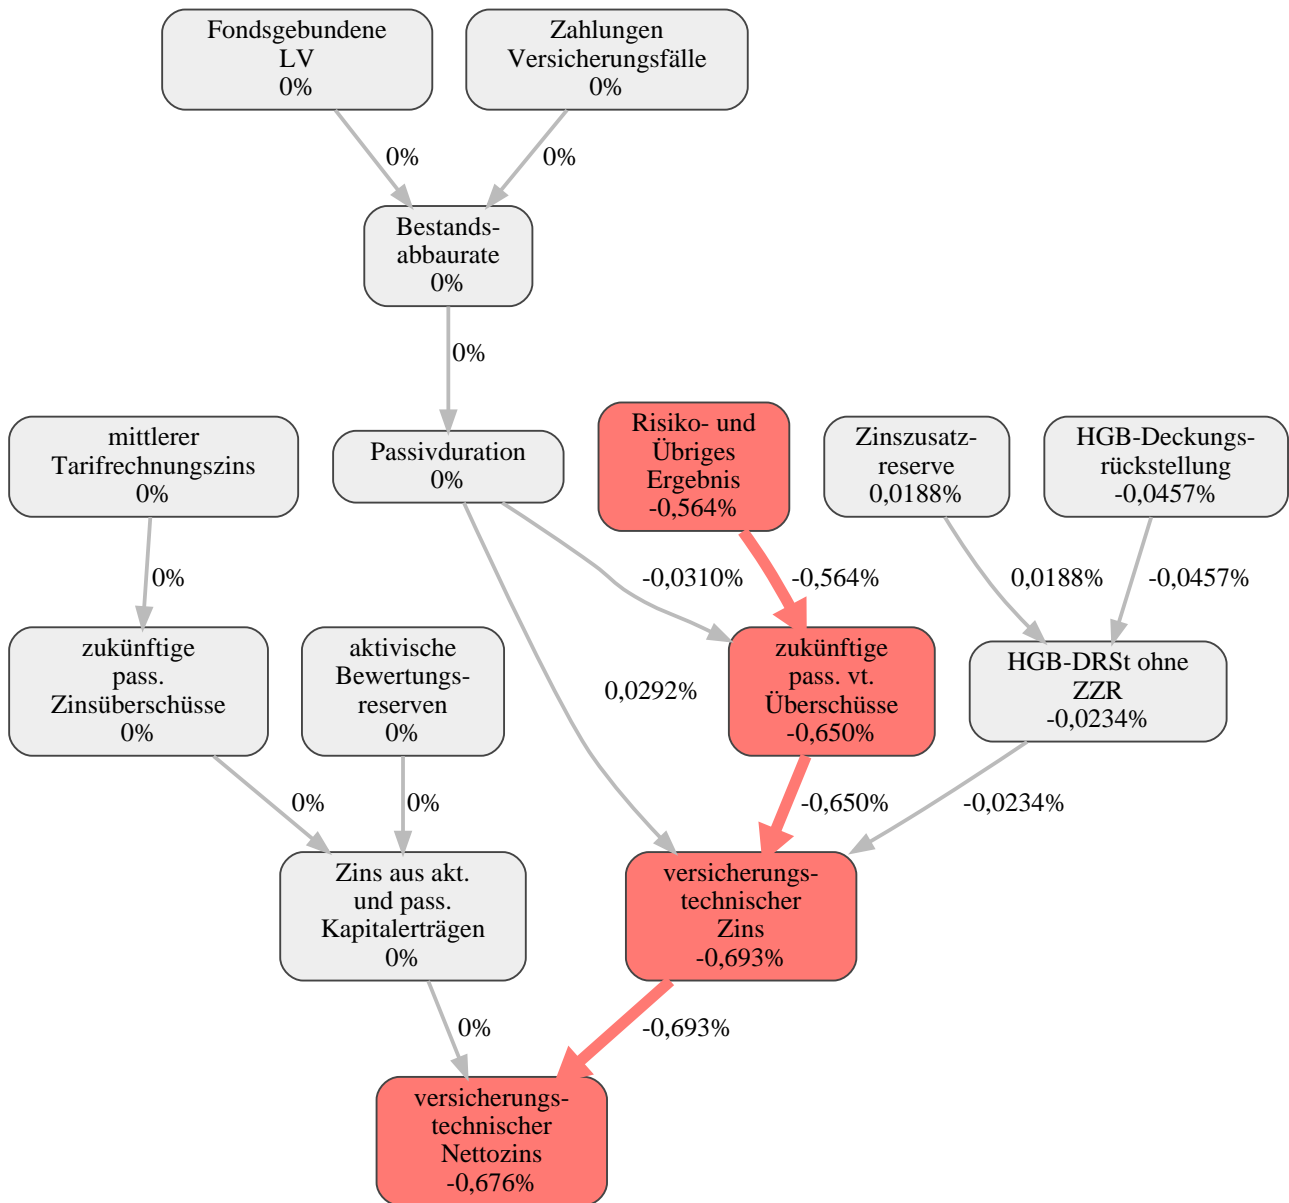 Fondsgebundene
LV
0%
Zahlungen
Versicherungsfälle
0%
0%
0%
Bestands-
abbaurate
0%
0%
mittlerer
Tarifrechnungszins
0%
Passivduration
0%
Risiko- und
Übriges
Ergebnis
-0,564%
Zinszusatz-
reserve
0,0188%
HGB-Deckungs-
rückstellung
-0,0457%
0%
-0,0310%
-0,564%
0,0188%
-0,0457%
zukünftige
pass.
Zinsüberschüsse
0%
aktivische
Bewertungs-
reserven
0%
0,0292%
zukünftige
pass. vt.
Überschüsse
-0,650%
HGB-DRSt ohne
ZZR
-0,0234%
0%
0%
-0,650%
-0,0234%
Zins aus akt.
und pass.
Kapitalerträgen
0%
versicherungs-
technischer
Zins
-0,693%
0%
-0,693%
versicherungs-
technischer
Nettozins
-0,676%